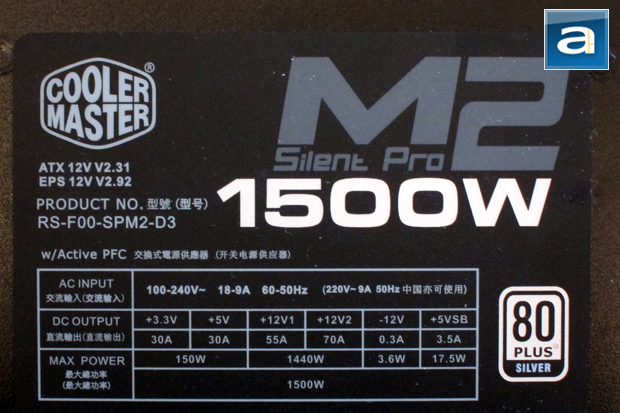 a
COOLER
MASTER®
M2
Silent Pro
ATX 12V V2.31
EPS 12V V2.92
PRODUCT NO. 型號 (型号)
RS-F00-SPM2-D3
1500W
w/Active PFC 交換式電源供應器 (开关电源供应器)
AC INPUT
交流輸入(交流输入)
100-240V~ 18-9A 60-50Hz (220V~ 9A 50Hz 中国亦可使用)
DC OUTPUT
直流輸出(直流输出)
+3.3V +5V +12V1 +12V2 -12V +5VSB
30A 30A 55A 70A 0.3A 3.5A
MAX POWER
最大總功率
(最大总功率)
150W 1440W 3.6W 17.5W
1500W
80
PLUS®
SILVER